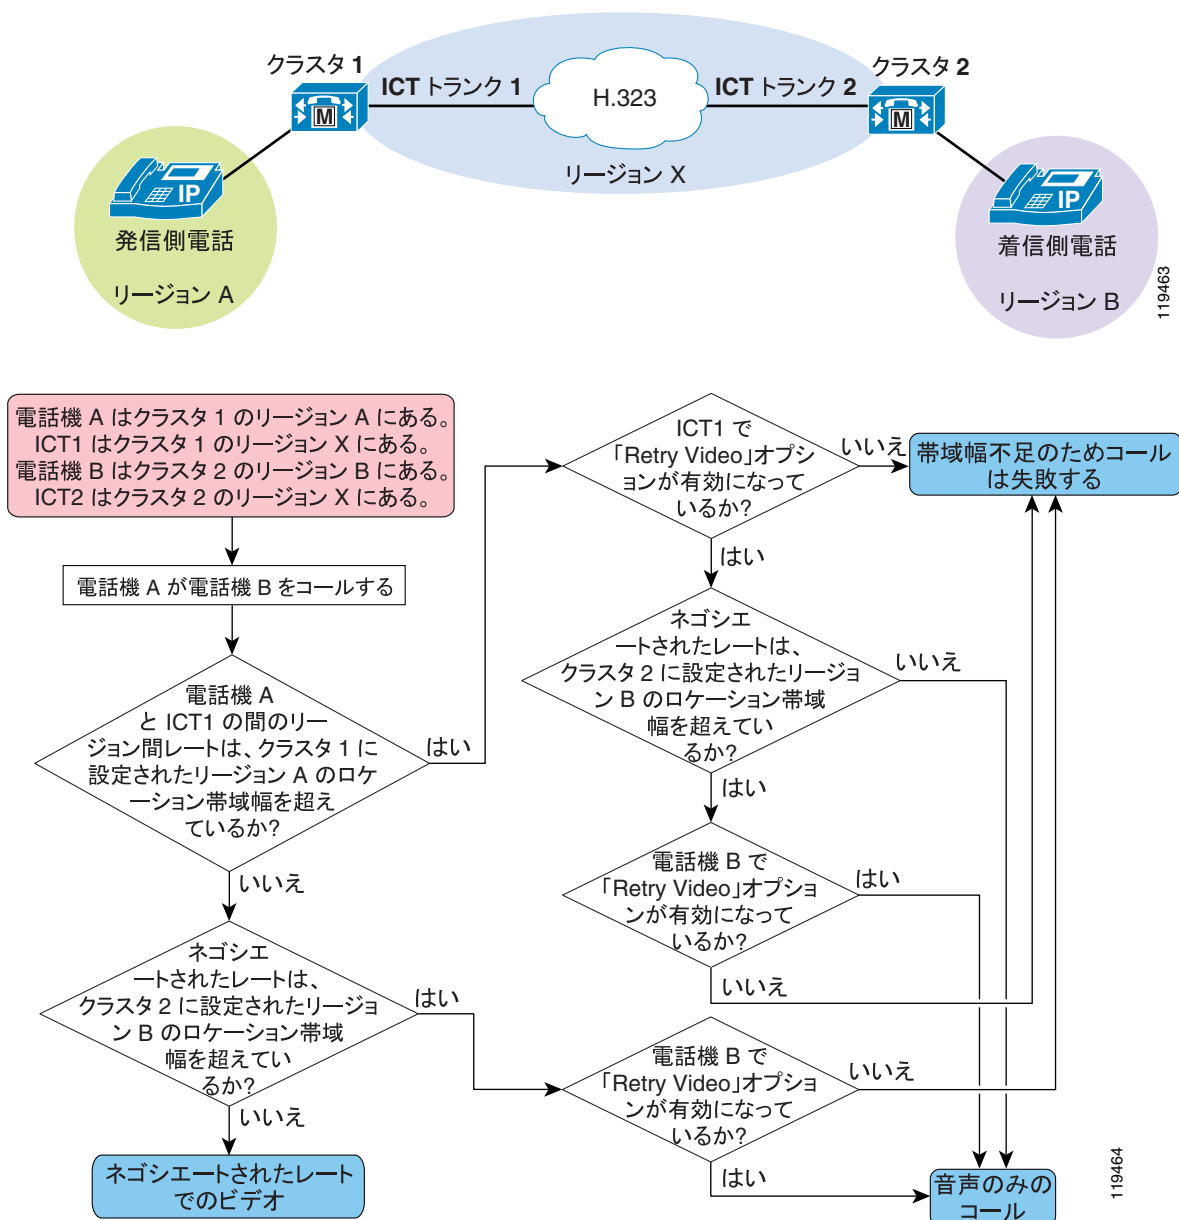 クラスタ 1
ICT トランク 1
H.323
ICT トランク 2
クラスタ 2
M
M
リージョン X
IP
発信側電話
リージョン A
IP
着信側電話
リージョン B
119463
電話機 A はクラスタ 1 のリージョン A にある。
ICT1 はクラスタ 1 のリージョン X にある。
電話機 B はクラスタ 2 のリージョン B にある。
ICT2 はクラスタ 2 のリージョン X にある。
電話機 A が電話機 B をコールする
電話機 A
と ICT1 の間のリー
ジョン間レートは、クラスタ 1 に
設定されたリージョン A のロケ
ーション帯域幅を超え
ているか?
はい
いいえ
ネゴシエ
ートされたレートは、
クラスタ 2 に設定されたリージョ
ン B のロケーション帯域
幅を超えてい
るか?
はい
いいえ
ネゴシエートされたレート
でのビデオ
ICT1 で
「Retry Video」オプシ
ョンが有効になって
いるか?
いいえ
帯域幅不足のためコール
は失敗する
はい
ネゴシエ
ートされたレートは、
クラスタ 2 に設定されたリージョ
ン B のロケーション帯域
幅を超えてい
るか?
いいえ
はい
電話機 B で
「Retry Video」オプショ
ンが有効になって
いるか?
はい
いいえ
電話機 B で
「Retry Video」オプショ
ンが有効になって
いるか?
いいえ
はい
音声のみの
コール
119464